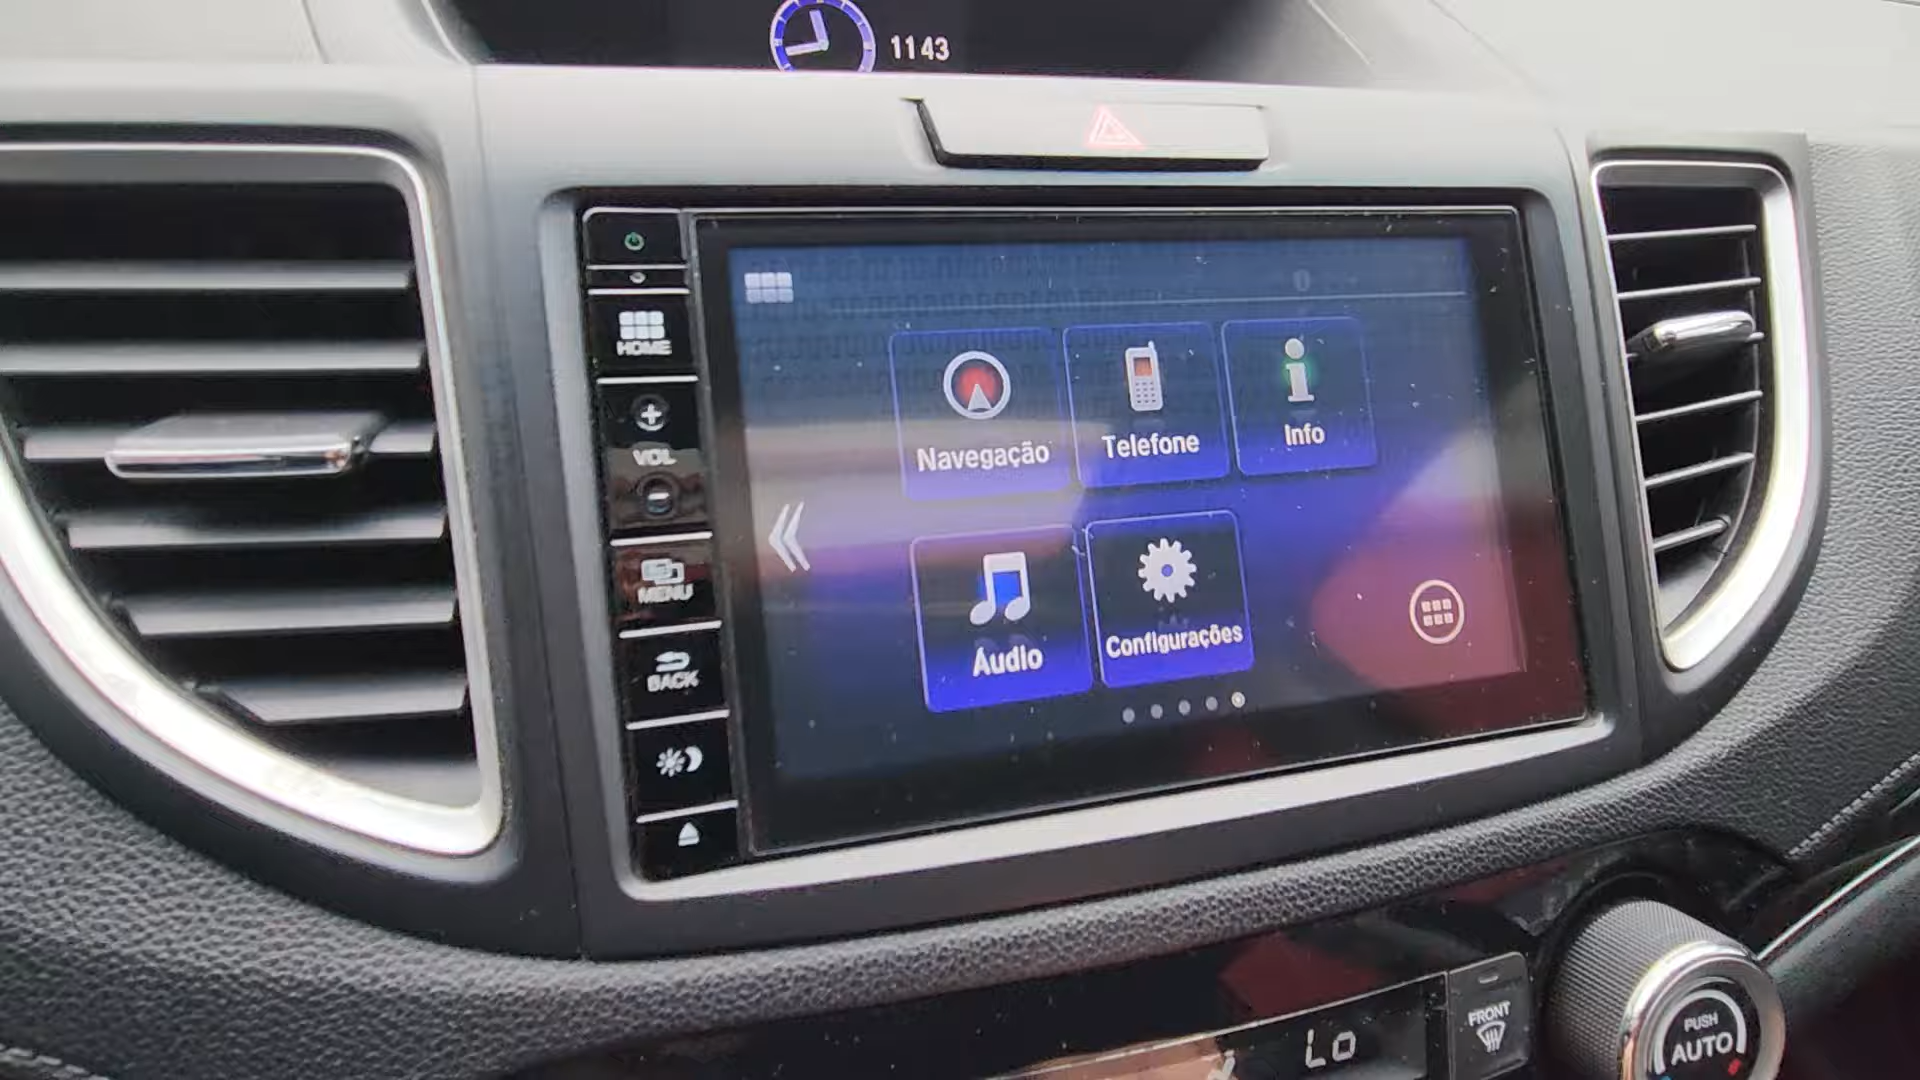 1143
HOME
VOL
MENU
BACK
Navegação
Telefone
Info
Áudio
Configurações
Lo
FRONT
PUSH
AUTO